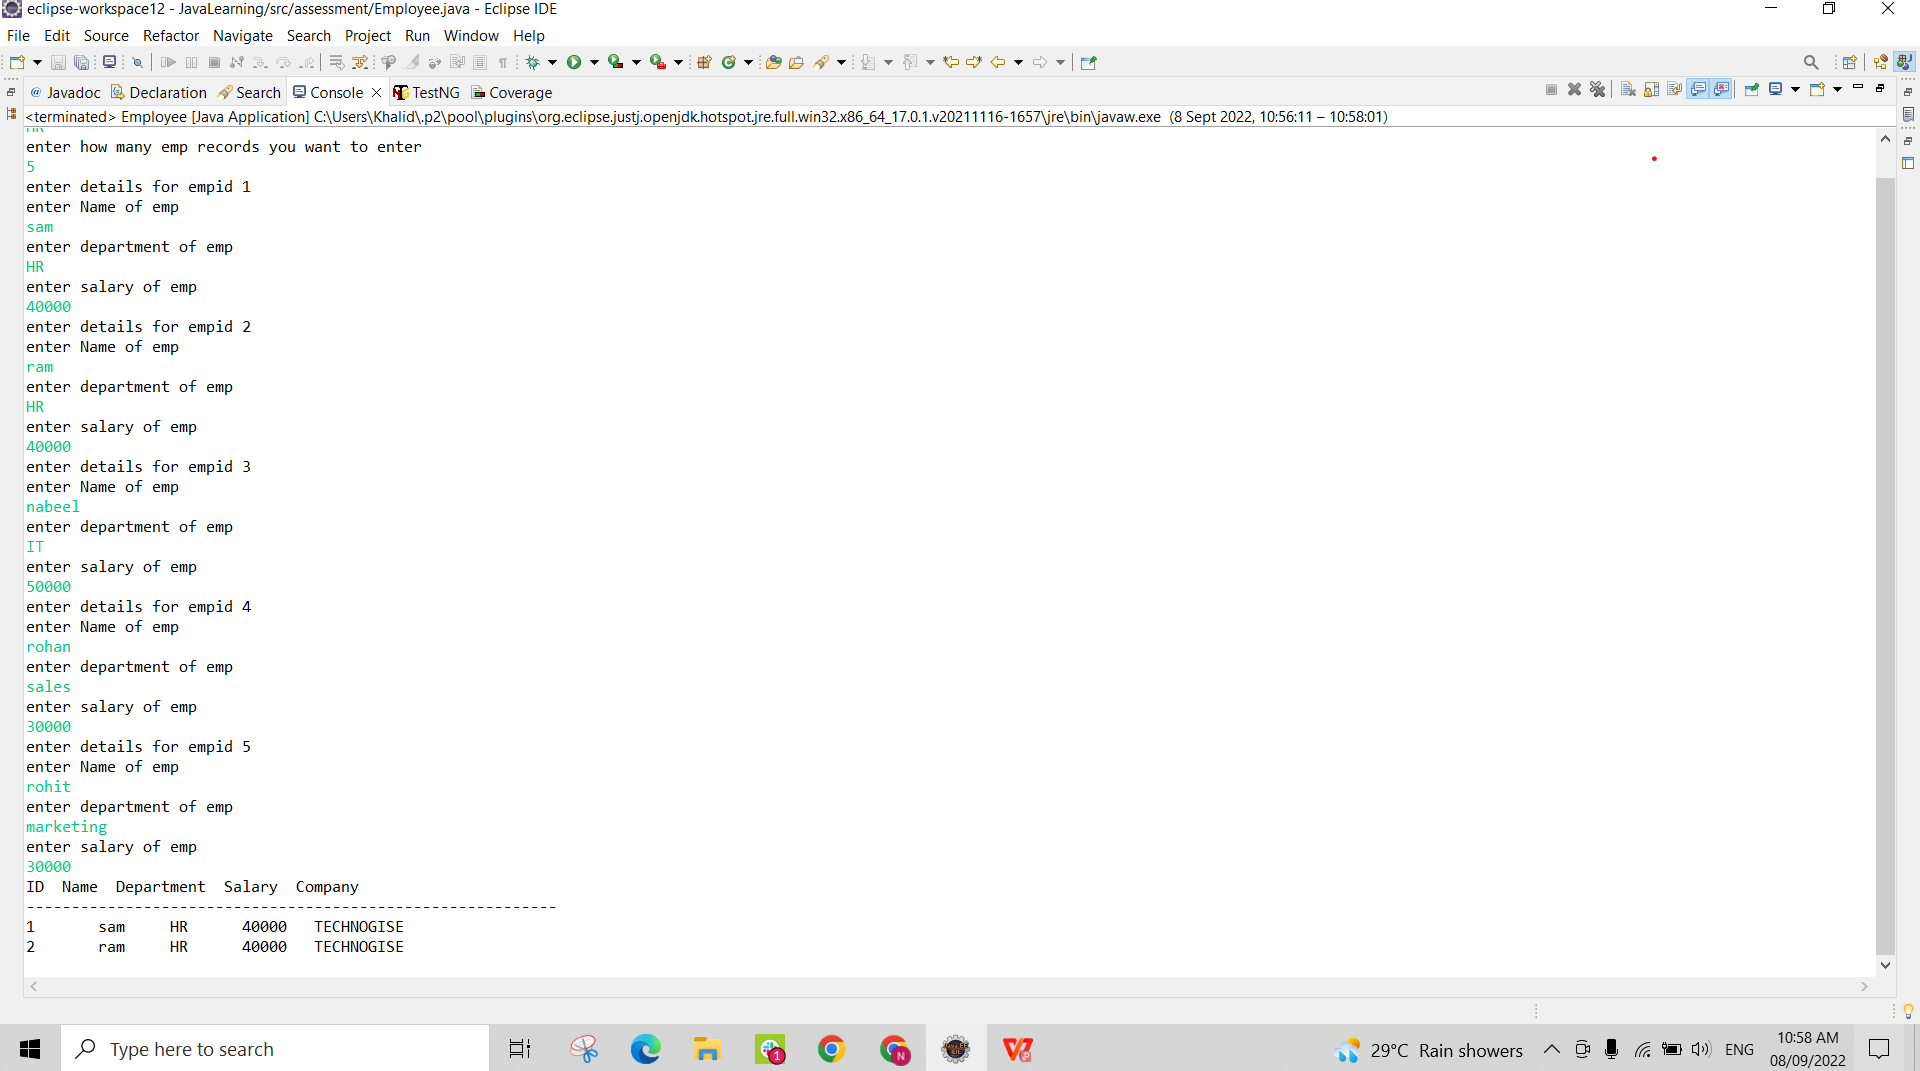 eclipse-workspace12 - JavaLearning/src/assessment/Employee.java - Eclipse IDE
File Edit Source Refactor Navigate Search Project Run Window Help
@ Javadoc Declaration Search Console TestNG Coverage
<terminated> Employee [Java Application] C:\Users\Khalid\.p2\pool\plugins\org.eclipse.justj.openjdk.hotspot.jre.full.win32.x86_64_17.0.1.v20211116-1657\jre\bin\javaw.exe (8 Sept 2022, 10:56:11 – 10:58:01)
HR
enter how many emp records you want to enter
5
enter details for empid 1
enter Name of emp
sam
enter department of emp
HR
enter salary of emp
40000
enter details for empid 2
enter Name of emp
ram
enter department of emp
HR
enter salary of emp
40000
enter details for empid 3
enter Name of emp
nabeel
enter department of emp
IT
enter salary of emp
50000
enter details for empid 4
enter Name of emp
rohan
enter department of emp
sales
enter salary of emp
30000
enter details for empid 5
enter Name of emp
rohit
enter department of emp
marketing
enter salary of emp
30000
ID Name Department Salary Company
-----------------------------------------------------------
1 sam HR 40000 TECHNOGISE
2 ram HR 40000 TECHNOGISE
Type here to search
1
N
29°C Rain showers
ENG
10:58 AM
08/09/2022